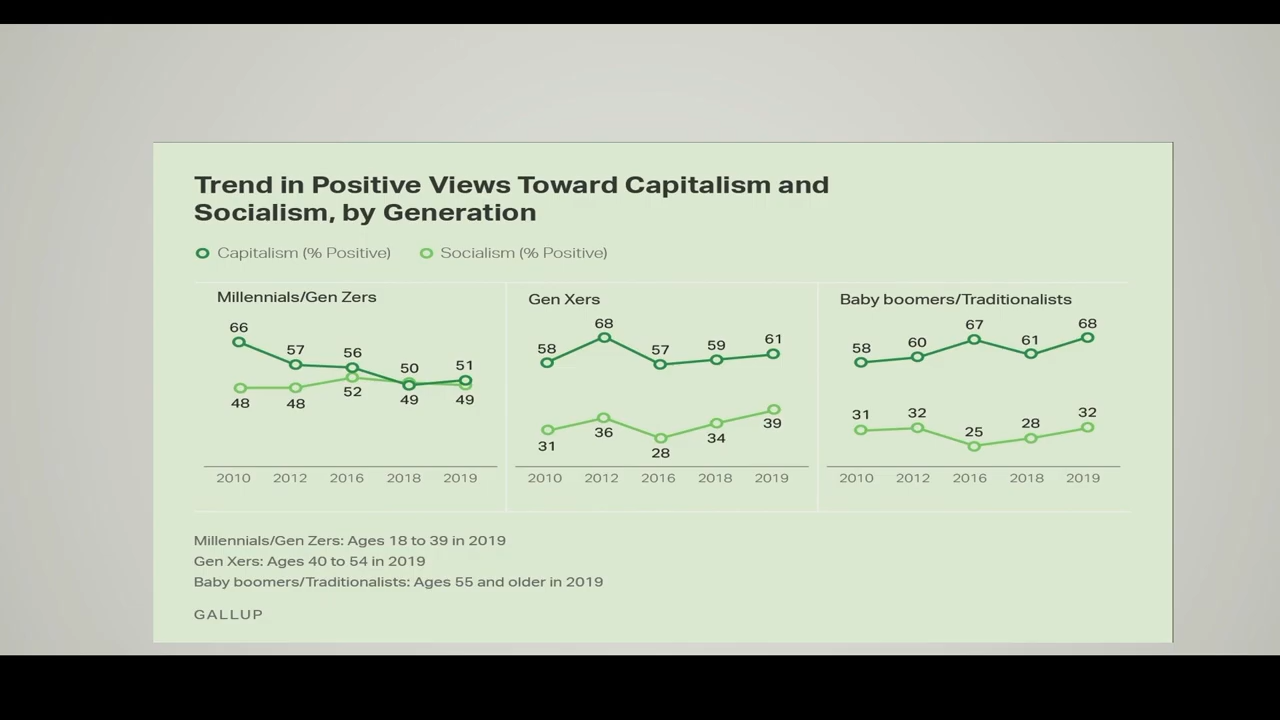 Trend in Positive Views Toward Capitalism and
Socialism, by Generation
Capitalism (% Positive) Socialism (% Positive)
Millennials/Gen Zers
66 57 56 50 51
48 48 52 49 49
2010 2012 2016 2018 2019
Gen Xers
58 68 57 59 61
31 36 28 34 39
2010 2012 2016 2018 2019
Baby boomers/Traditionalists
58 60 67 61 68
31 32 25 28 32
2010 2012 2016 2018 2019
Millennials/Gen Zers: Ages 18 to 39 in 2019
Gen Xers: Ages 40 to 54 in 2019
Baby boomers/Traditionalists: Ages 55 and older in 2019
GALLUP